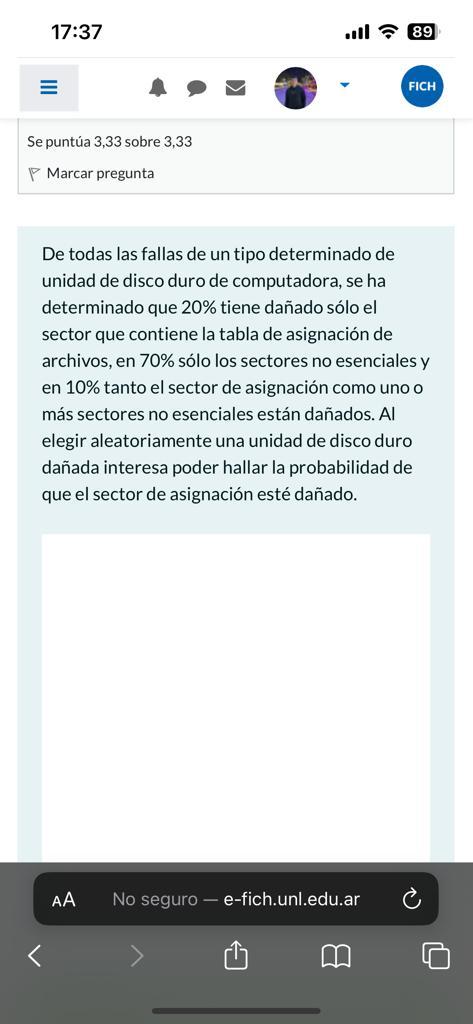 17:37
89
FICH
Se puntúa 3,33 sobre 3,33
Marcar pregunta
De todas las fallas de un tipo determinado de
unidad de disco duro de computadora, se ha
determinado que 20% tiene dañado sólo el
sector que contiene la tabla de asignación de
archivos, en 70% sólo los sectores no esenciales y
en 10% tanto el sector de asignación como uno o
más sectores no esenciales están dañados. Al
elegir aleatoriamente una unidad de disco duro
dañada interesa poder hallar la probabilidad de
que el sector de asignación esté dañado.
AA No seguro — e-fich.unl.edu.ar